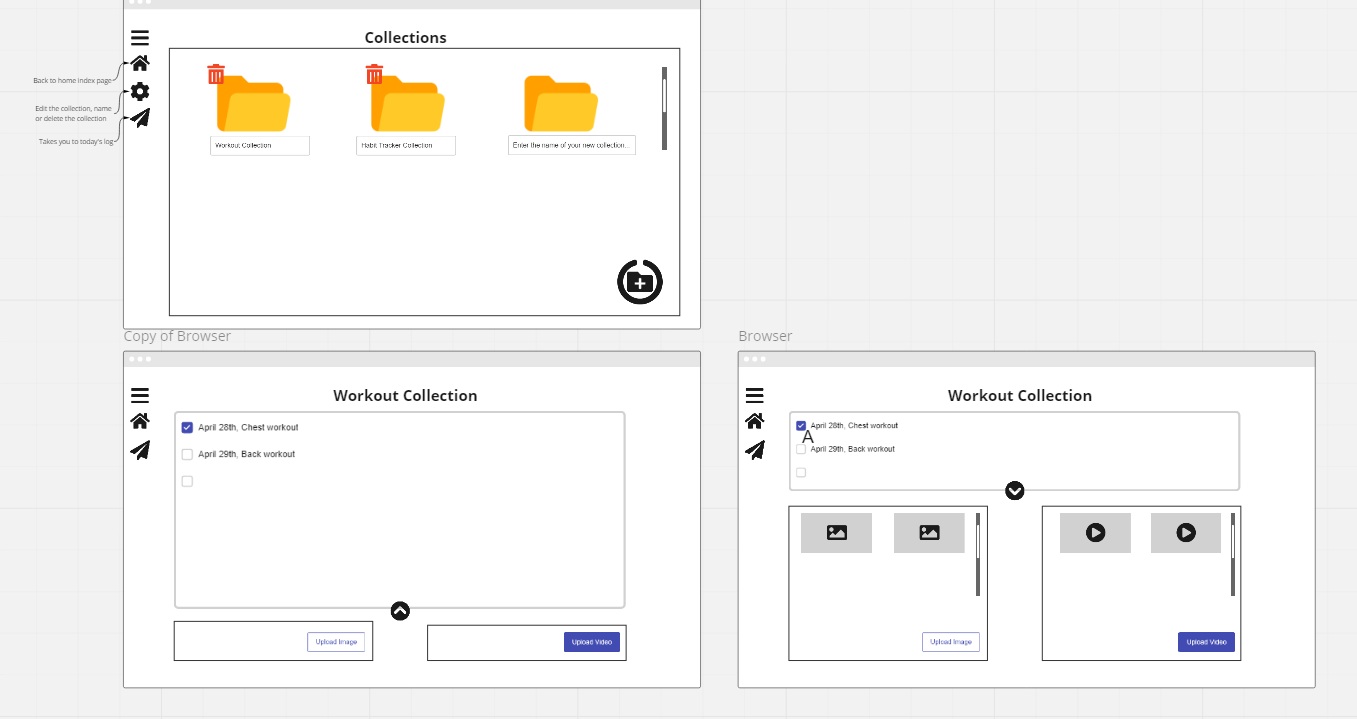 Collections
Back to home index page
Edit the collection, name
or delete the collection
Takes you to today's log
Workout Collection
Habit Tracker Collection
Enter the name of your new collection...
Copy of Browser
Workout Collection
April 28th, Chest workout
April 29th, Back workout
Upload Image
Upload Video
Browser
Workout Collection
April 28th, Chest workout
A
April 29th, Back workout
Upload Image
Upload Video